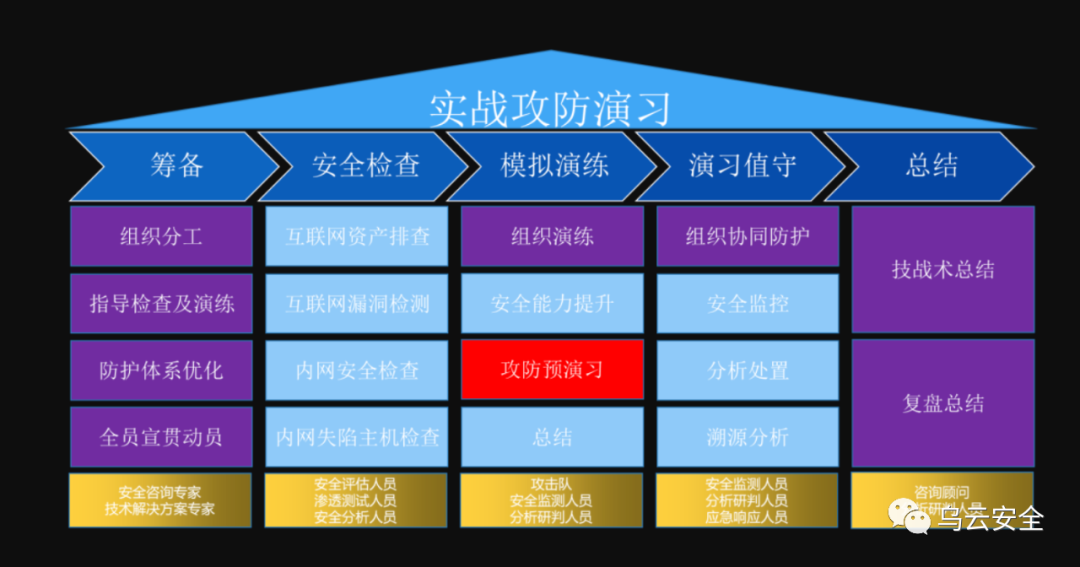 实战攻防演习
筹备
安全检查
模拟演练
演习值守
总结
组织分工
互联网资产排查
组织演练
组织协同防护
技战术总结
指导检查及演练
互联网漏洞检测
安全能力提升
安全监控
防护体系优化
内网安全检查
攻防预演习
分析处置
复盘总结
全员宣贯动员
内网失陷主机检查
总结
溯源分析
安全咨询专家
技术解决方案专家
安全评估人员
渗透测试人员
安全分析人员
攻击队
安全监测人员
分析研判人员
安全监测人员
分析研判人员
应急响应人员
咨询顾问
析研判人员
乌云安全